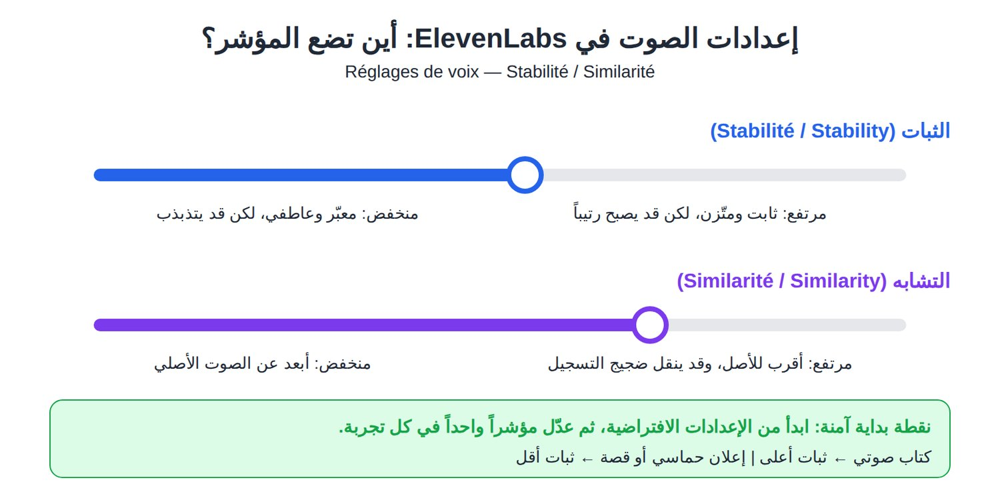 إعدادات الصوت في ElevenLabs: أين تضع المؤشر؟
Réglages de voix — Stabilité / Similarité
الثبات (Stabilité / Stability)
مرتفع: ثابت ومتّزن، لكن قد يصبح رتيباً
منخفض: معبّر وعاطفي، لكن قد يتذبذب
التشابه (Similarité / Similarity)
مرتفع: أقرب للأصل، وقد ينقل ضجيج التسجيل
منخفض: أبعد عن الصوت الأصلي
نقطة بداية آمنة: ابدأ من الإعدادات الافتراضية، ثم عدّل مؤشراً واحداً في كل تجربة.
كتاب صوتي ← ثبات أعلى | إعلان حماسي أو قصة ← ثبات أقل